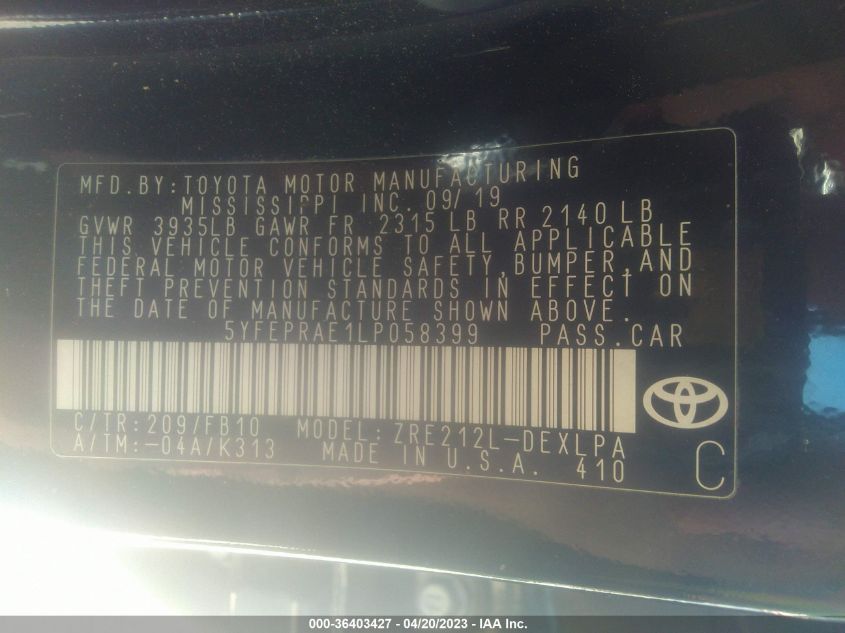 MFD.BY:TOYOTA MOTOR MANUFACTURING
MISSISSIPPI INC. 09/19
GVWR 3935LB GAWR FR 2315 LB RR 2140 LB
THIS VEHICLE CONFORMS TO ALL APPLICABLE
FEDERAL MOTOR VEHICLE SAFETY,BUMPER,AND
THEFT PREVENTION STANDARDS IN EFFECT ON
THE DATE OF MANUFACTURE SHOWN ABOVE.
5YFEPRAE1LP058399 PASS.CAR
C/TR:209/FB10 MODEL:ZRE212L-DEXLPA
A/TM:-04A/K313 MADE IN U.S.A. 410
C
000-36403427 - 04/20/2023 - IAA Inc.